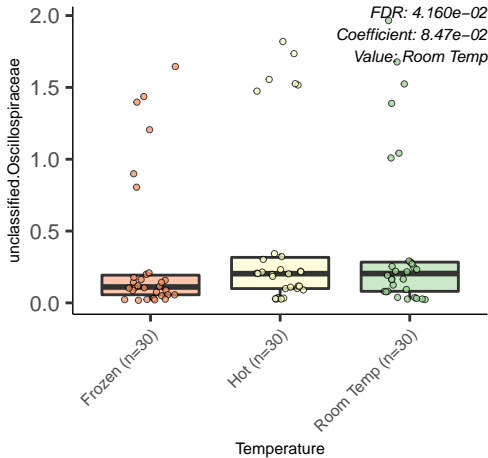 FDR: 4.160e−02
Coefficient: 8.47e−02
Value: Room Temp
2.0
1.5
1.0
0.5
0.0
unclassified.Oscillospiraceae
Frozen (n=30)
Hot (n=30)
Room Temp (n=30)
Temperature